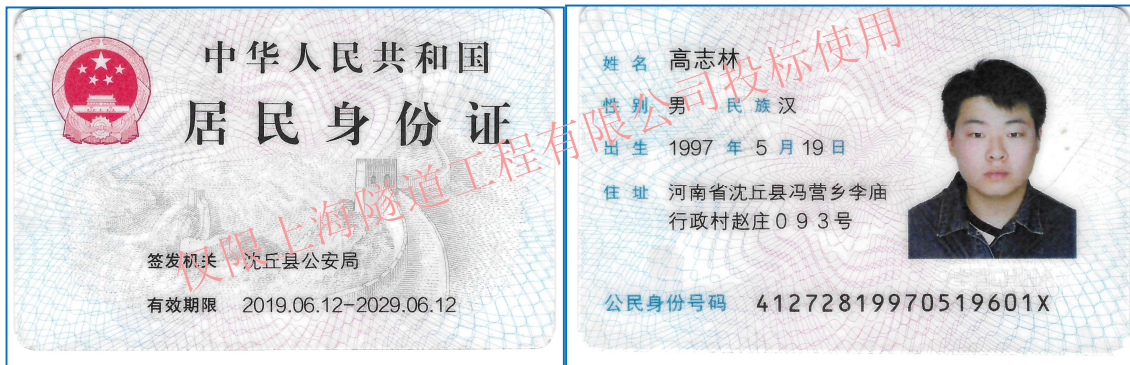 中华人民共和国
居民身份证
签发机关 沈丘县公安局
有效期限 2019.06.12-2029.06.12
姓名 高志林
性别 男 民族 汉
出生 1997 年 5 月 19 日
住址 河南省沈丘县冯营乡李庙
行政村赵庄093号
公民身份号码 41272819970519601X
仅限上海隧道工程有限公司投标使用